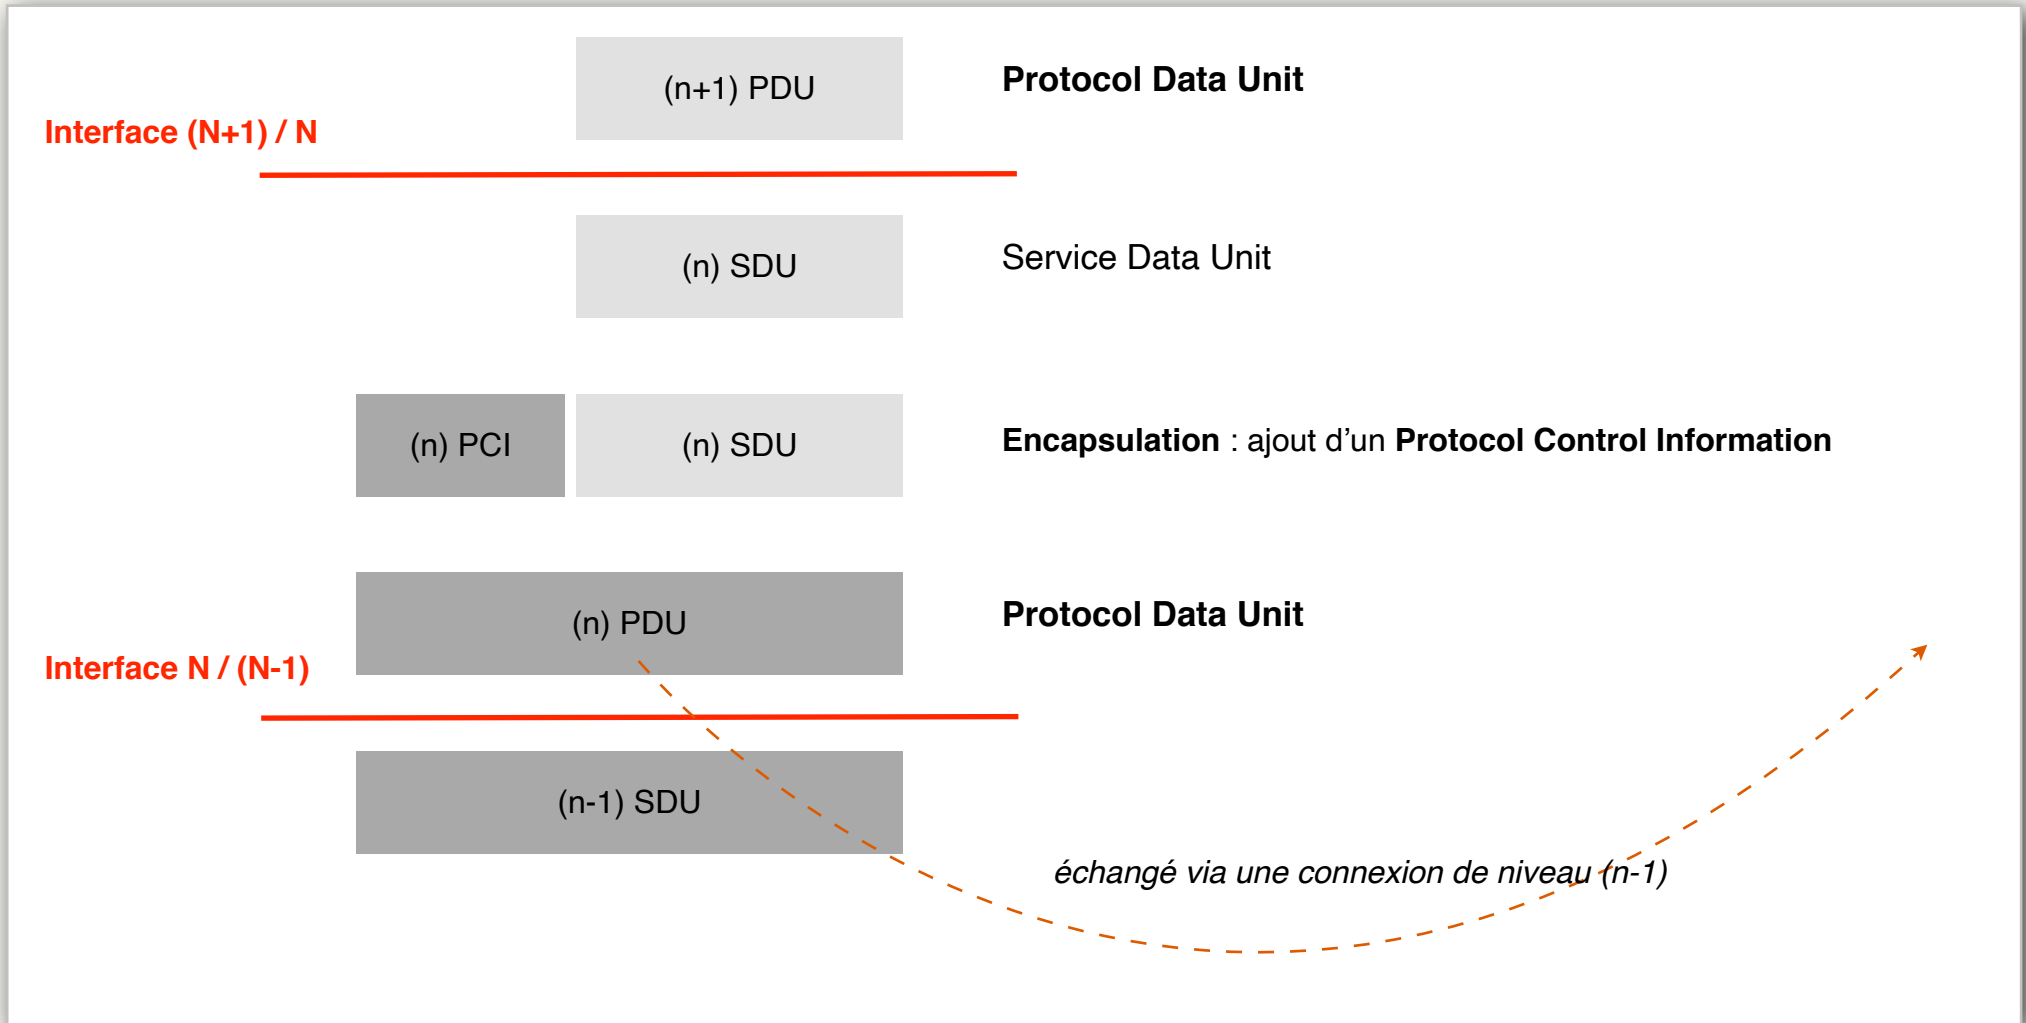 (n+1) PDU
Protocol Data Unit
Interface (N+1) / N
(n) SDU
Service Data Unit
(n) PCI
(n) SDU
Encapsulation : ajout d’un Protocol Control Information
(n) PDU
Protocol Data Unit
Interface N / (N-1)
(n-1) SDU
échangé via une connexion de niveau (n-1)